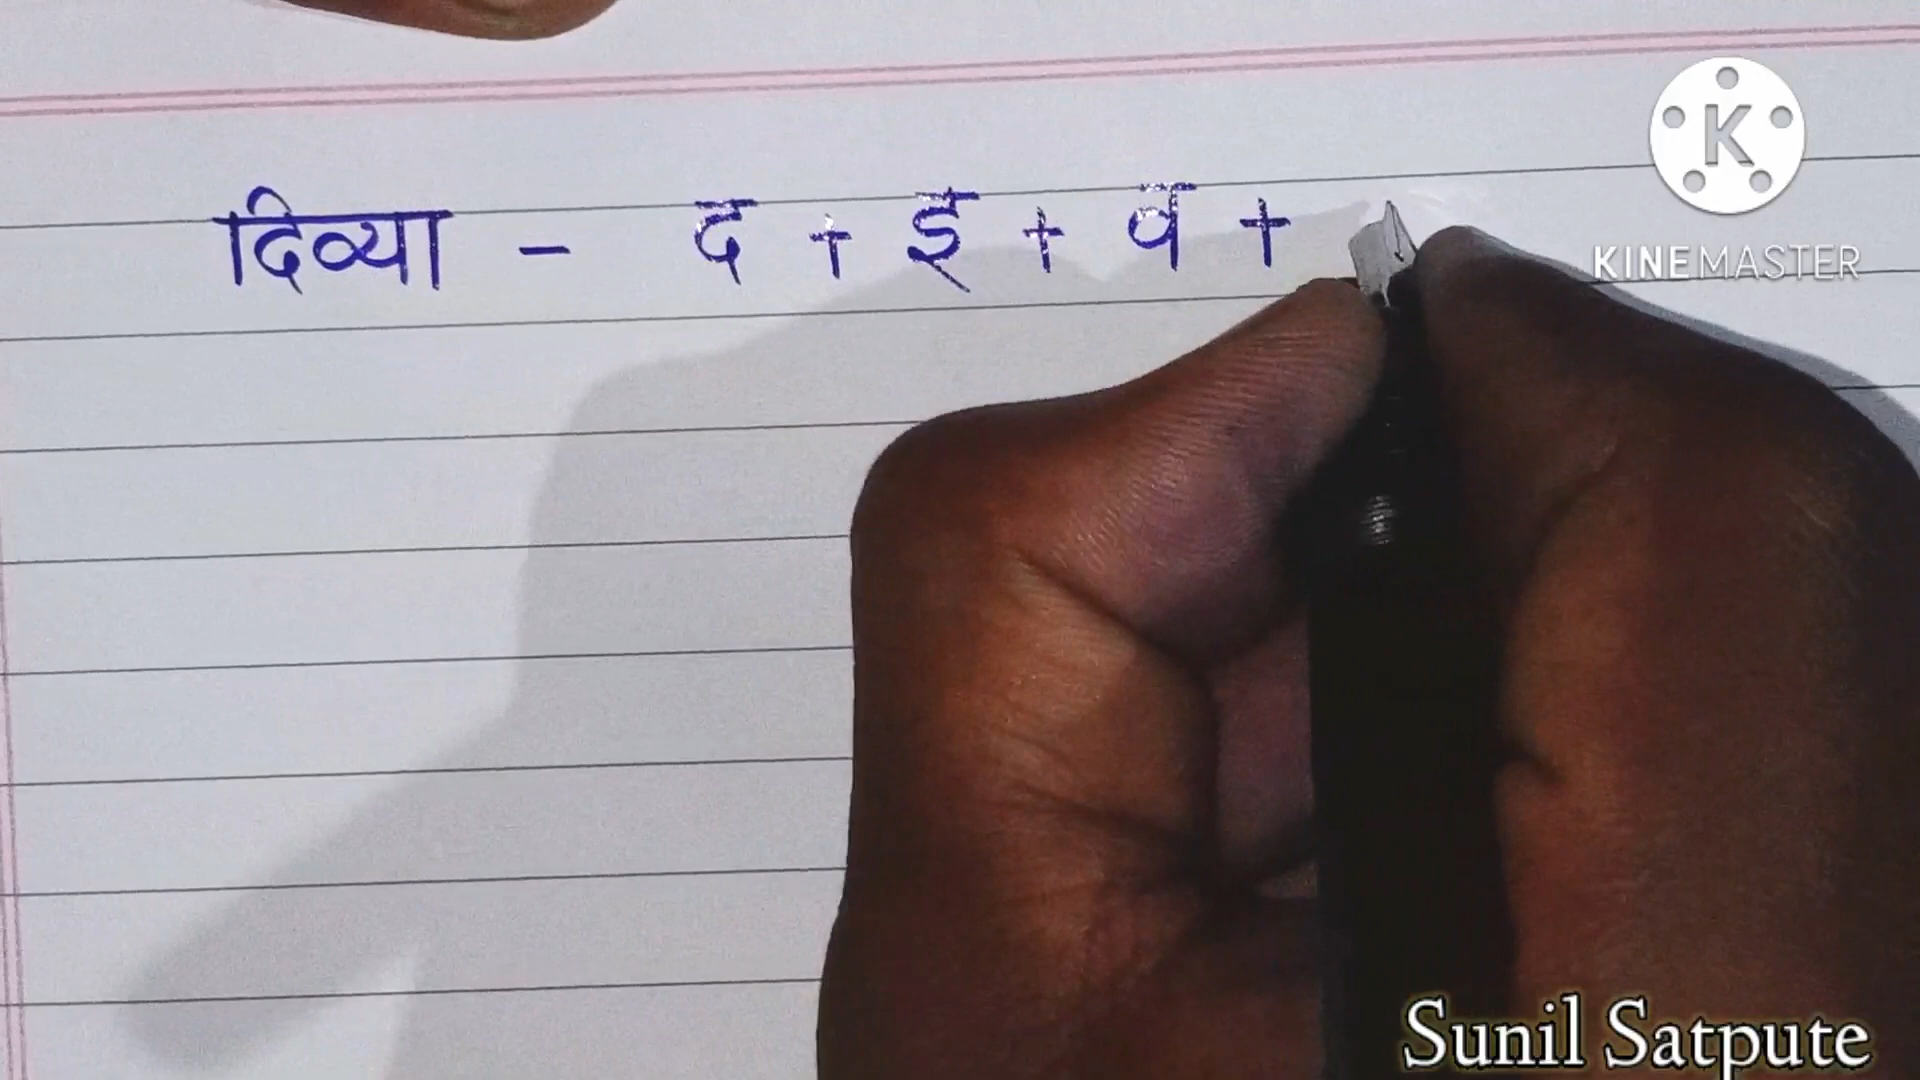 दिव्या - द + इ + व + 
K
KINEMASTER
Sunil Satpute